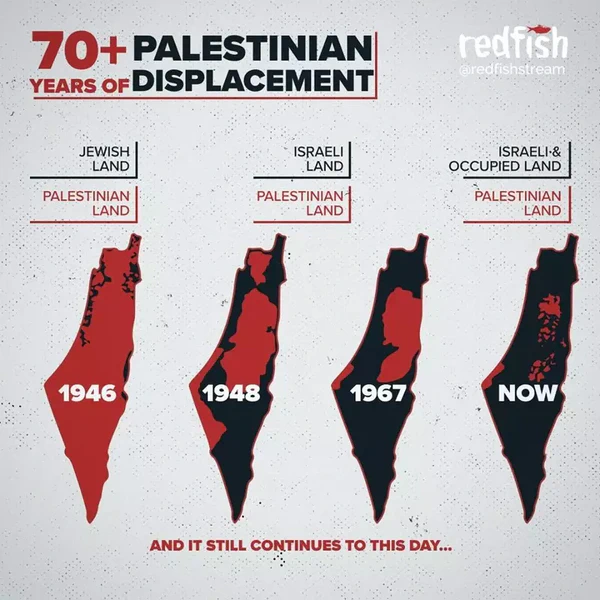 70+ PALESTINIAN
YEARS OF DISPLACEMENT
redfish
@redfishstream
JEWISH
LAND
PALESTINIAN
LAND
ISRAELI
LAND
PALESTINIAN
LAND
ISRAELI &
OCCUPIED LAND
PALESTINIAN
LAND
1946
1948
1967
NOW
AND IT STILL CONTINUES TO THIS DAY...